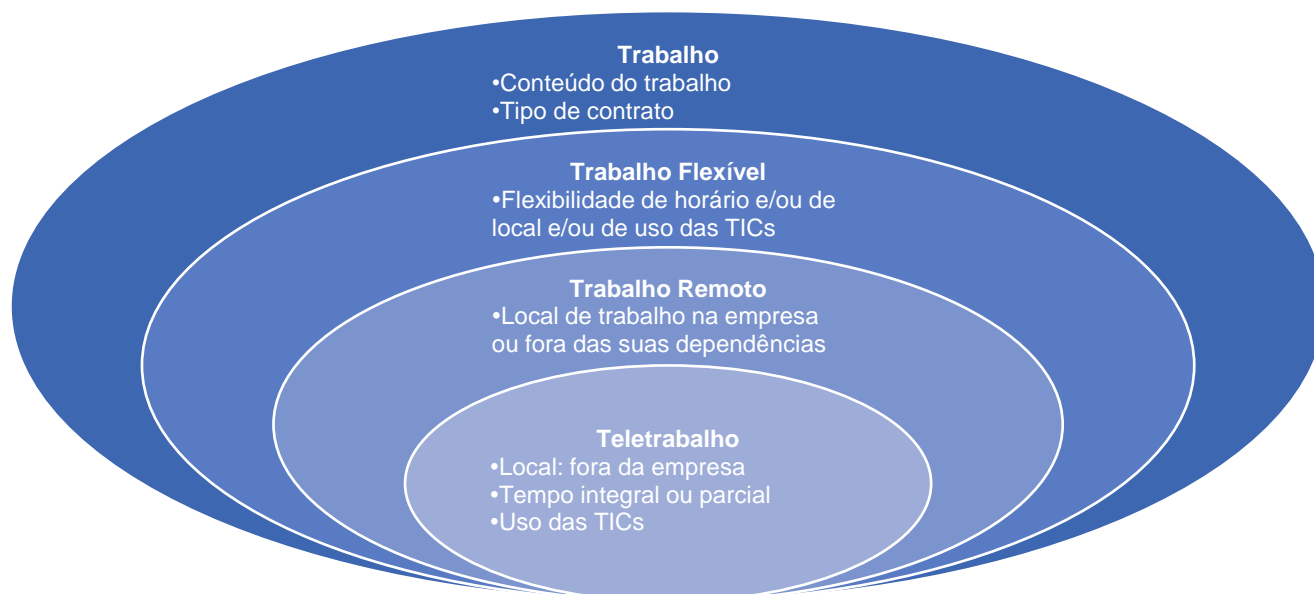 Trabalho
•Conteúdo do trabalho
•Tipo de contrato
Trabalho Flexível
•Flexibilidade de horário e/ou de
local e/ou de uso das TICs
Trabalho Remoto
•Local de trabalho na empresa
ou fora das suas dependências
Teletrabalho
•Local: fora da empresa
•Tempo integral ou parcial
•Uso das TICs